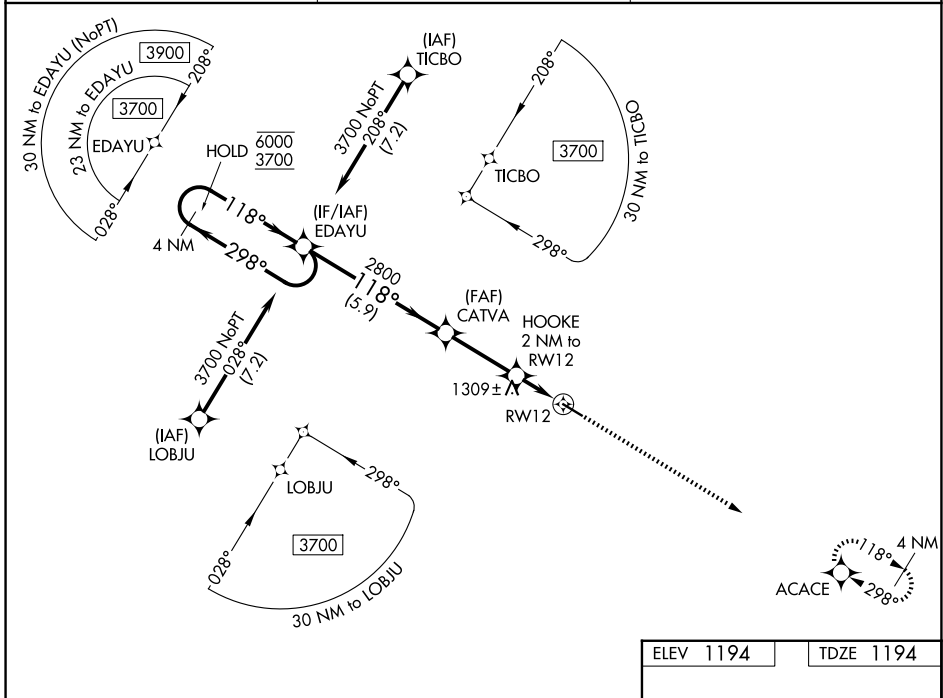 30 NM to EDAYU (NoPT)
3900
208°
23 NM to EDAYU
3700
EDAYU
028°
HOLD 6000
3700
118°
298°
4 NM
(IF/IAF)
EDAYU
(IAF)
TICBO
3700 NoPT
208°
(7.2)
208°
3700
TICBO
298°
30 NM to TICBO
2800
118°
(5.9)
(FAF)
CATVA
HOOKE
2 NM to
RW12
1309±
RW12
3700 NoPT
028°
(7.2)
(IAF)
LOBJU
298°
LOBJU
3700
028°
30 NM to LOBJU
118°
4 NM
298°
ACACE
ELEV 1194
TDZE 1194